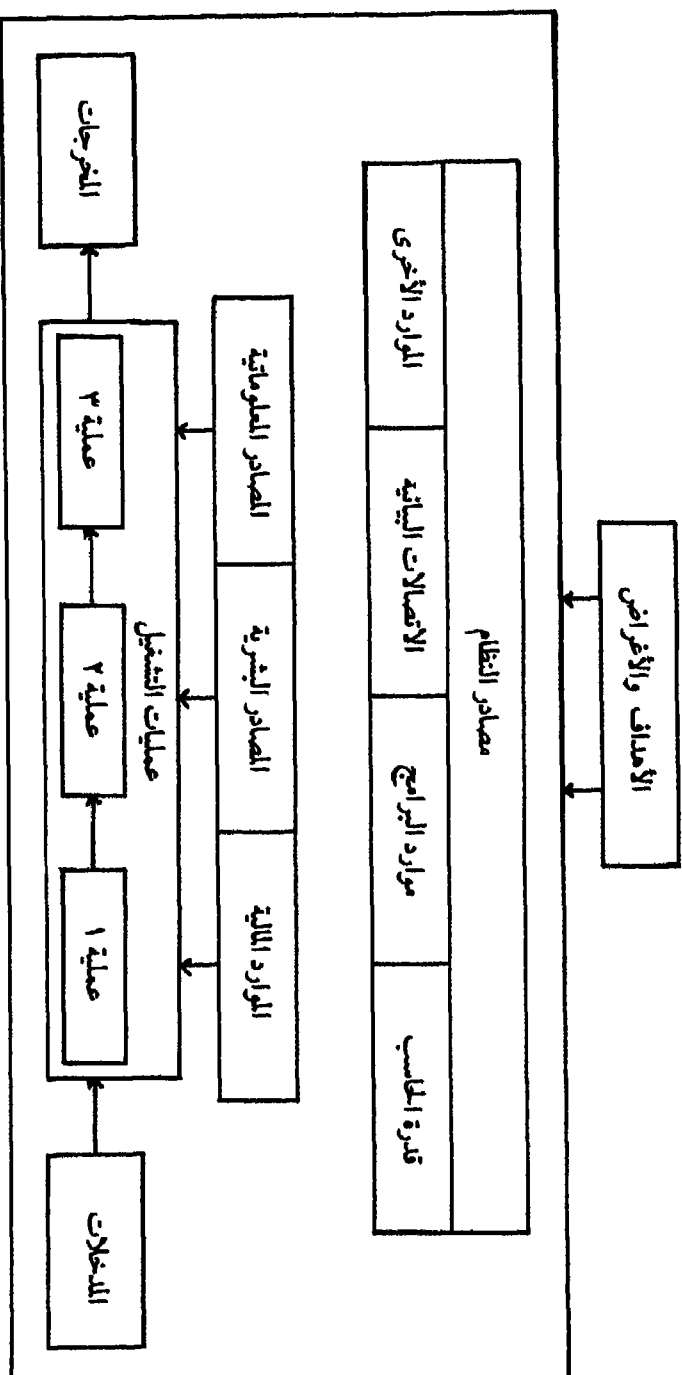 الأهداف والأغراض
مصادر النظام
قدرة الحاسب
موارد البرامج
الاتصالات البيانية
الموارد الأخرى
الموارد المالية
المصادر البشرية
المصادر المعلوماتية
عمليات التشغيل
المدخلات
عملية ١
عملية ٢
عملية ٣
المخرجات